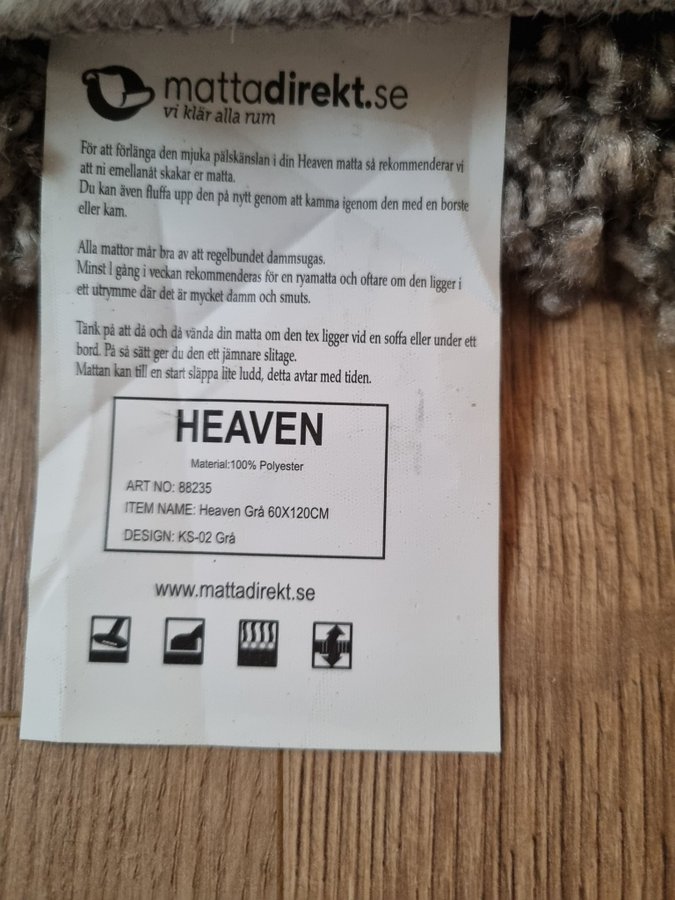 mattadirekt.se
vi klär alla rum
För att förlänga den mjuka pälskänslan i din Heaven matta så rekommenderar vi
att ni emellanåt skakar er matta.
Du kan även fluffa upp den på nytt genom att kamma igenom den med en borste
eller kam.
Alla mattor mår bra av att regelbundet dammsugas.
Minst 1 gång i veckan rekommenderas för en ryamatta och oftare om den ligger i
ett utrymme där det är mycket damm och smuts.
Tänk på att då och då vända din matta om den tex ligger vid en soffa eller under ett
bord. På så sätt ger du den ett jämnare slitage.
Mattan kan till en start släppa lite ludd, detta avtar med tiden.
HEAVEN
Material:100% Polyester
ART NO: 88235
ITEM NAME: Heaven Grå 60X120CM
DESIGN: KS-02 Grå
www.mattadirekt.se